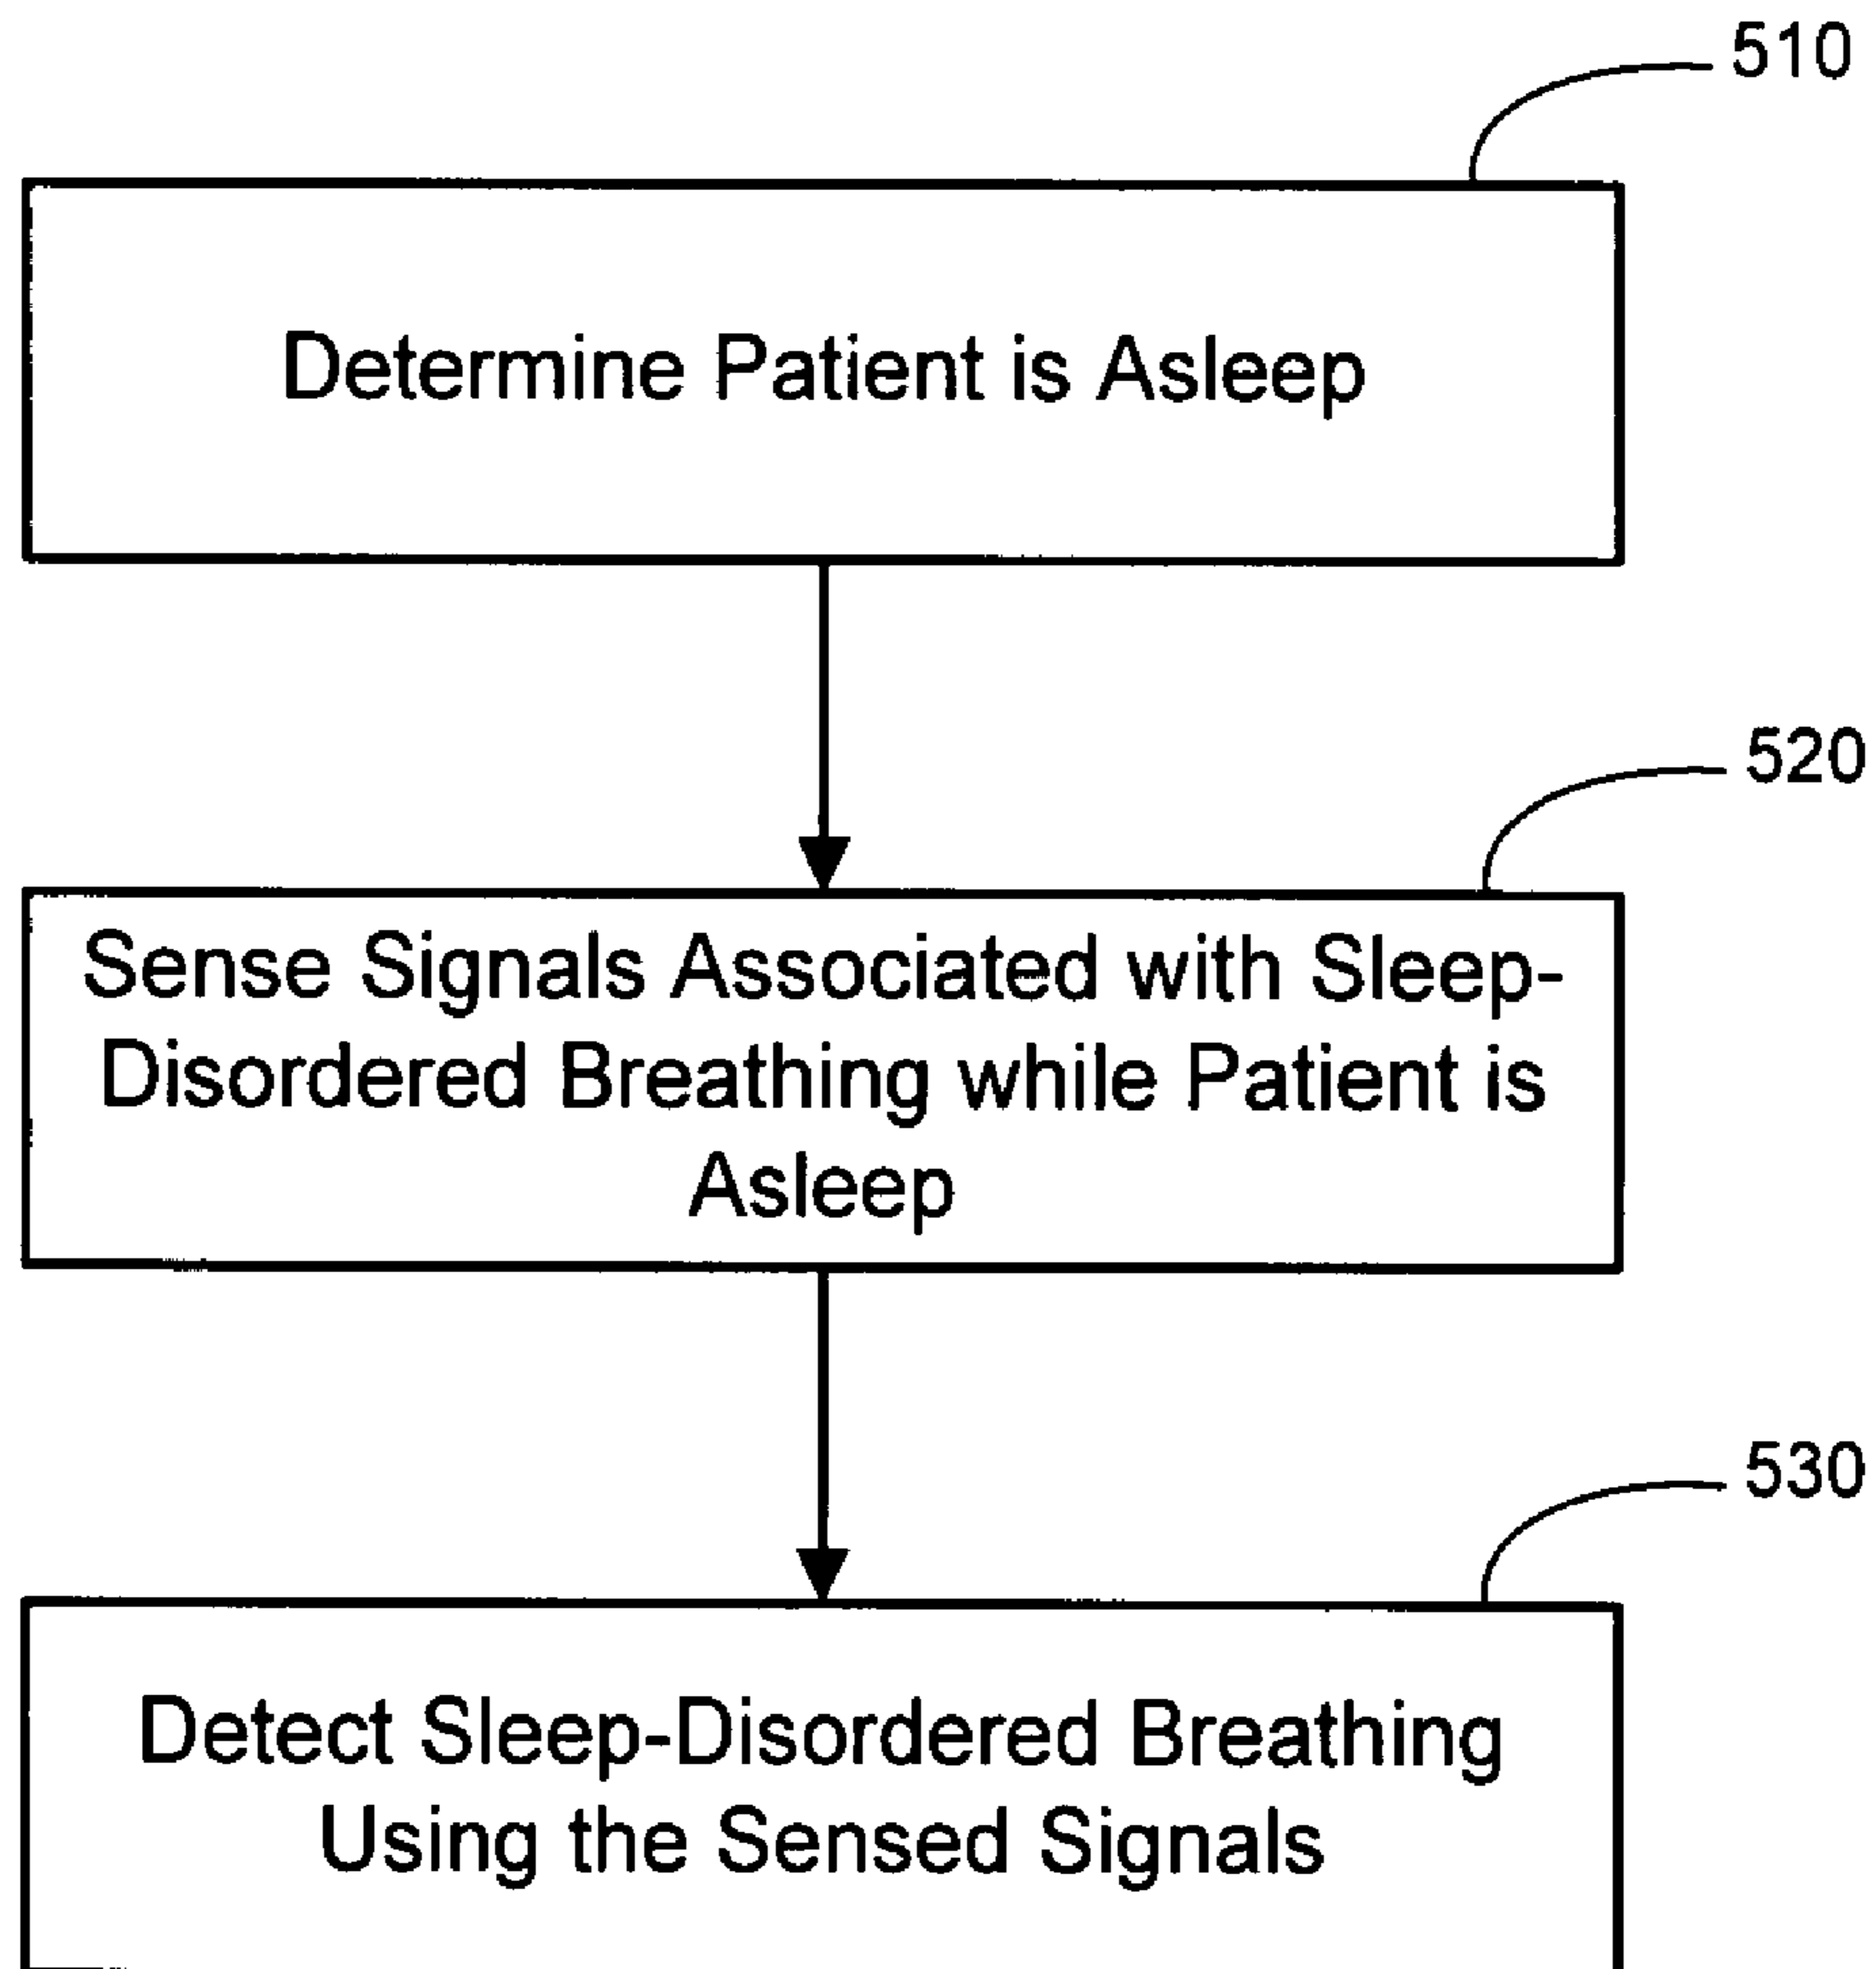 510
Determine Patient is Asleep
520
Sense Signals Associated with Sleep-
Disordered Breathing while Patient is
Asleep
530
Detect Sleep-Disordered Breathing
Using the Sensed Signals